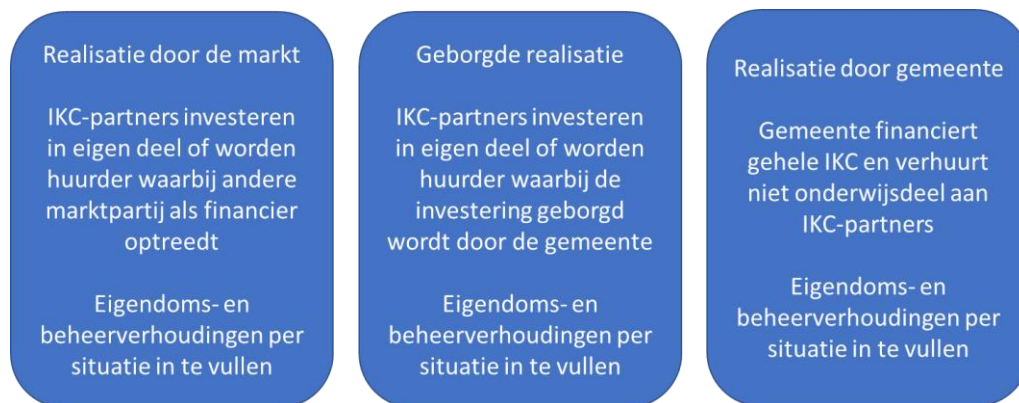 Realisatie door de markt
IKC-partners investeren
in eigen deel of worden
huurder waarbij andere
marktpartij als financier
optreedt
Eigendoms- en
beheerverhoudingen per
situatie in te vullen
Geborgde realisatie
IKC-partners investeren
in eigen deel of worden
huurder waarbij de
investering geborgd
wordt door de gemeente
Eigendoms- en
beheerverhoudingen per
situatie in te vullen
Realisatie door gemeente
Gemeente financiert
gehele IKC en verhuurt
niet onderwijsdeel aan
IKC-partners
Eigendoms- en
beheerverhoudingen per
situatie in te vullen